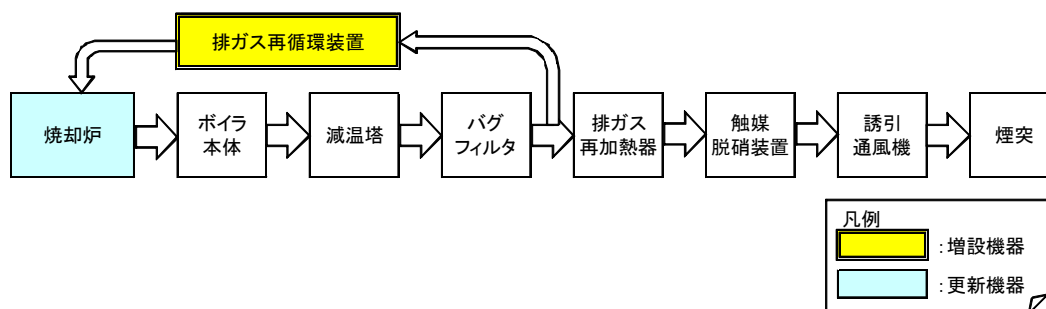 排ガス再循環装置
焼却炉
ボイラ
本体
減温塔
バグ
フィルタ
排ガス
再加熱器
触媒
脱硝装置
誘引
通風機
煙突
凡例
:増設機器
:更新機器